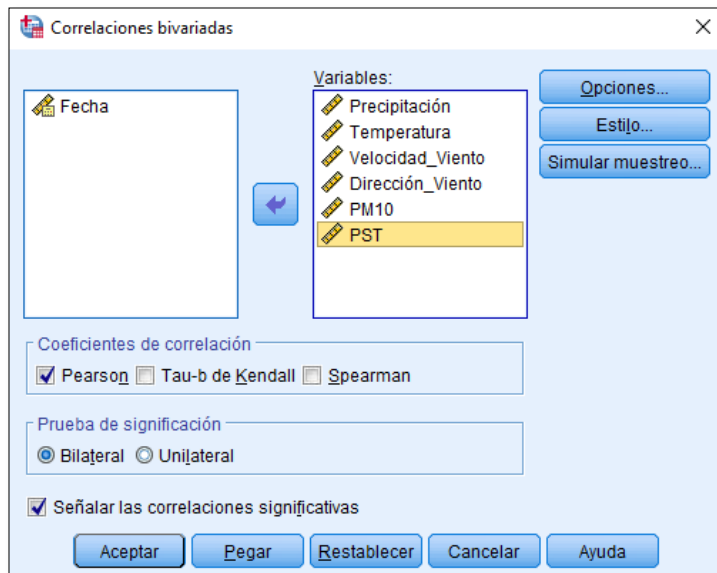 Correlaciones bivariadas
Variables:
Fecha
Precipitación
Temperatura
Velocidad_Viento
Dirección_Viento
PM10
PST
Opciones...
Estilo...
Simular muestreo...
Coeficientes de correlación
Pearson Tau-b de Kendall Spearman
Prueba de significación
Bilateral Unilateral
Señalar las correlaciones significativas
Aceptar Pegar Restablecer Cancelar Ayuda